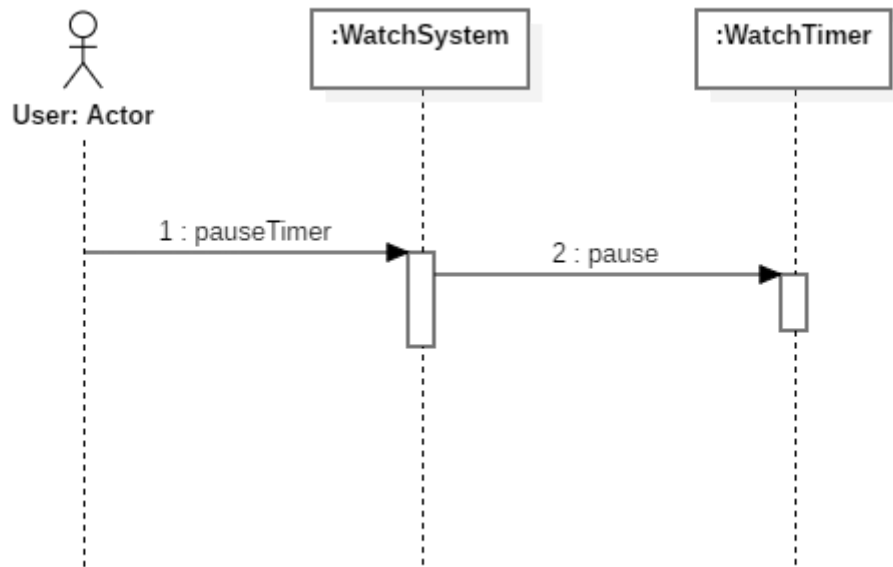 :WatchSystem
:WatchTimer
User: Actor
1 : pauseTimer
2 : pause